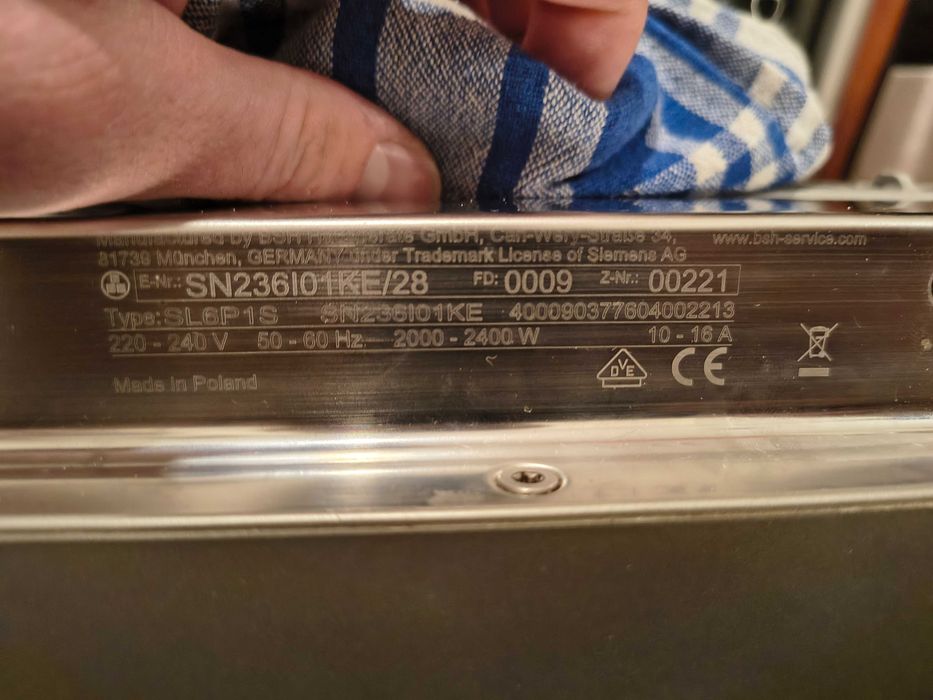 Manufactured by BSH Hausgeräte GmbH, Carl-Wery-Straße 34, www.bsh-service.com
81739 München, GERMANY under Trademark License of Siemens AG
E-Nr.: SN236I01KE/28 FD: 0009 Z-Nr.: 00221
Type: SL6P1S SN236I01KE 400090377604002213
220 - 240 V 50 - 60 Hz 2000 - 2400 W 10 - 16 A
DVE
CE
Made in Poland